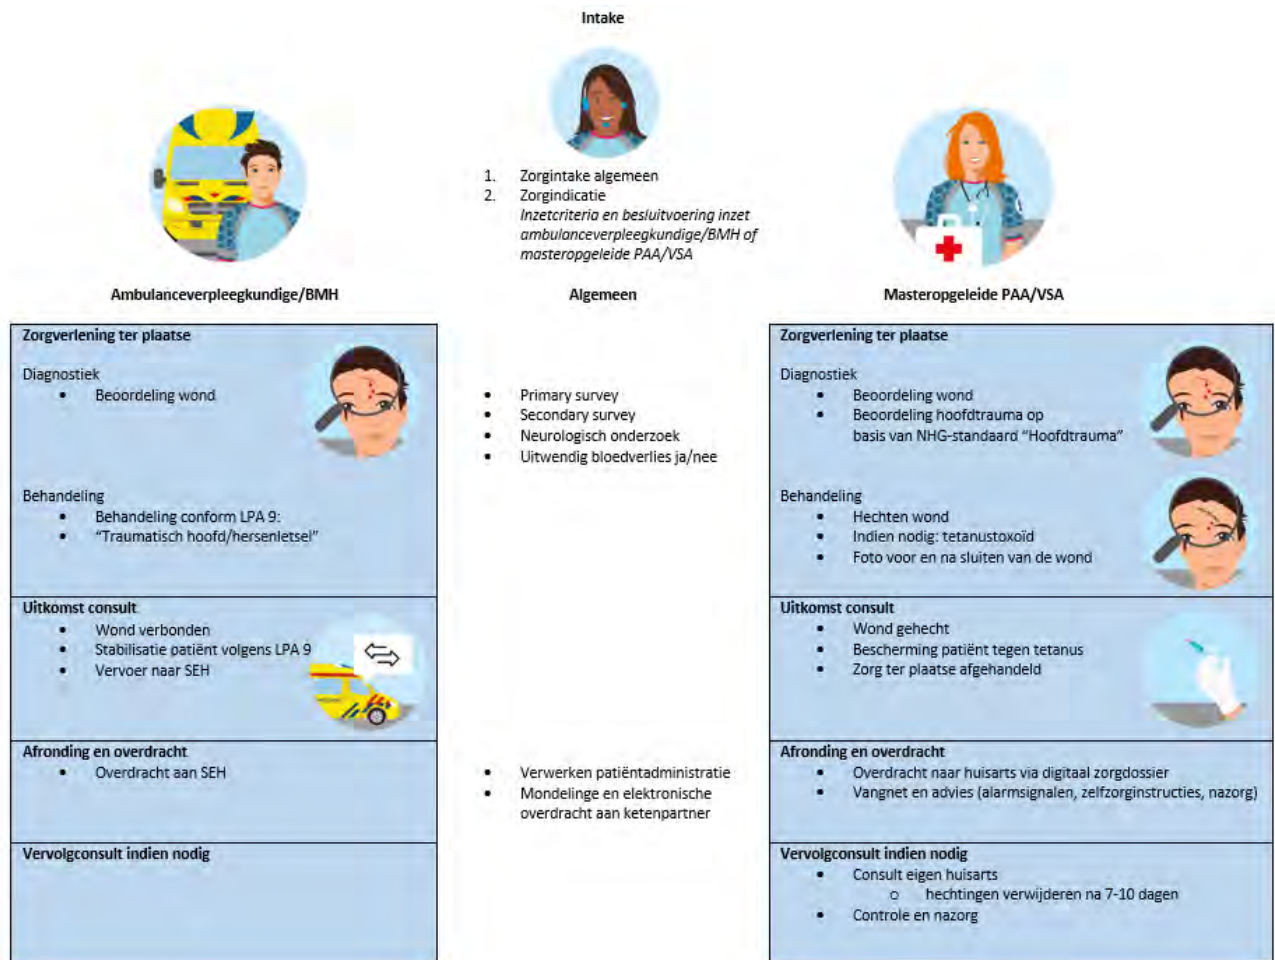 Intake
1. Zorgintake algemeen
2. Zorgindicatie
Inzetcriteria en besluitvoering inzet
ambulanceverpleegkundige/BMH of
masteropgeleide PAA/VSA
Ambulanceverpleegkundige/BMH
Algemeen
Masteropgeleide PAA/VSA
Zorgverlening ter plaatse
Diagnostiek
• Beoordeling wond
Behandeling
• Behandeling conform LPA 9:
• “Traumatisch hoofd/hersenletsel”
Uitkomst consult
• Wond verbonden
• Stabilisatie patiënt volgens LPA 9
• Vervoer naar SEH
Afronding en overdracht
• Overdracht aan SEH
Vervolgconsult indien nodig
• Primary survey
• Secondary survey
• Neurologisch onderzoek
• Uitwendig bloedverlies ja/nee
• Verwerken patiëntadministratie
• Mondelinge en elektronische
overdracht aan ketenpartner
Zorgverlening ter plaatse
Diagnostiek
• Beoordeling wond
• Beoordeling hoofdtrauma op
basis van NHG-standaard “Hoofdtrauma”
Behandeling
• Hechten wond
• Indien nodig: tetanustoxoïd
• Foto voor en na sluiten van de wond
Uitkomst consult
• Wond gehecht
• Bescherming patiënt tegen tetanus
• Zorg ter plaatse afgehandeld
Afronding en overdracht
• Overdracht naar huisarts via digitaal zorgdossier
• Vangnet en advies (alarmsignalen, zelfzorginstructies, nazorg)
Vervolgconsult indien nodig
• Consult eigen huisarts
o hechtingen verwijderen na 7-10 dagen
• Controle en nazorg